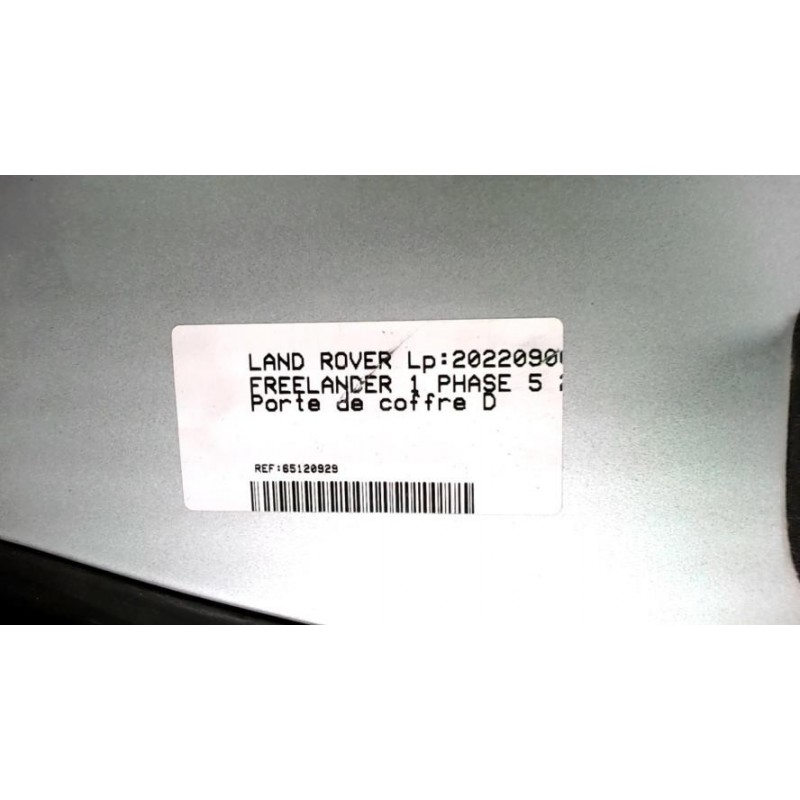 LAND ROVER Lp:20220900
FREELANDER 1 PHASE 5
Porte de coffre D
REF:65120929